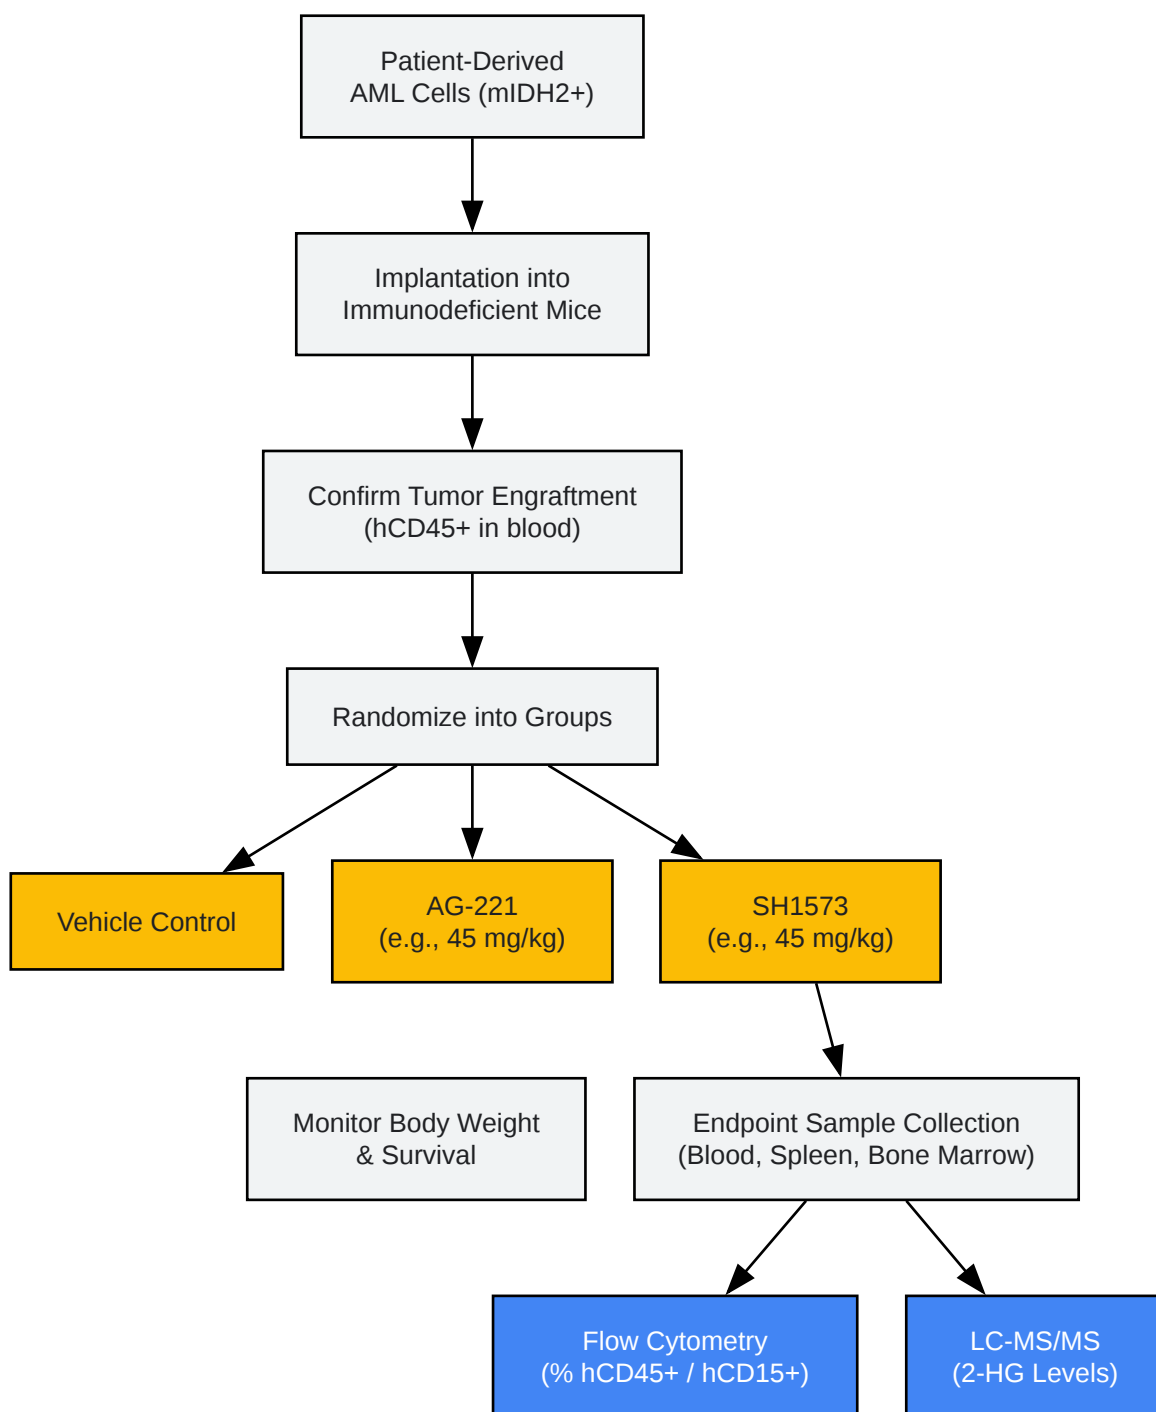 Patient-Derived
AML Cells (mIDH2+)
Implantation into
Immunodeficient Mice
Confirm Tumor Engraftment
(hCD45+ in blood)
Randomize into Groups
Vehicle Control
AG-221
(e.g., 45 mg/kg)
SH1573
(e.g., 45 mg/kg)
Monitor Body Weight
& Survival
Endpoint Sample Collection
(Blood, Spleen, Bone Marrow)
Flow Cytometry
(% hCD45+ / hCD15+)
LC-MS/MS
(2-HG Levels)